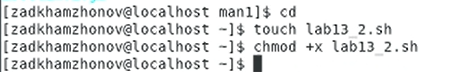 [zadkhamzhonov@localhost man1]$ cd
[zadkhamzhonov@localhost ~]$ touch lab13_2.sh
[zadkhamzhonov@localhost ~]$ chmod +x lab13_2.sh
[zadkhamzhonov@localhost ~]$